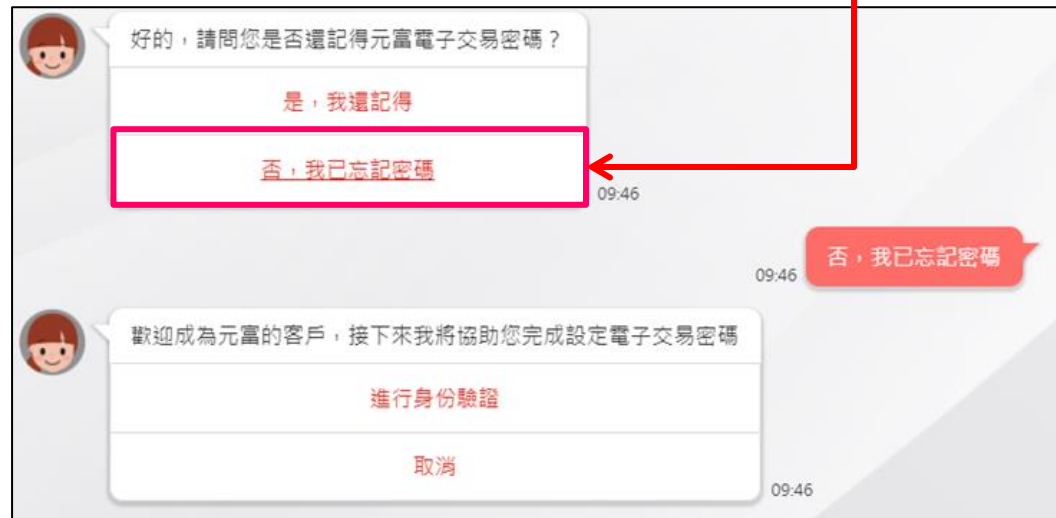 好的，請問您是否還記得元富電子交易密碼？
是，我還記得
否，我已忘記密碼
09:46
否，我已忘記密碼
09:46
歡迎成為元富的客戶，接下來我將協助您完成設定電子交易密碼
進行身份驗證
取消
09:46